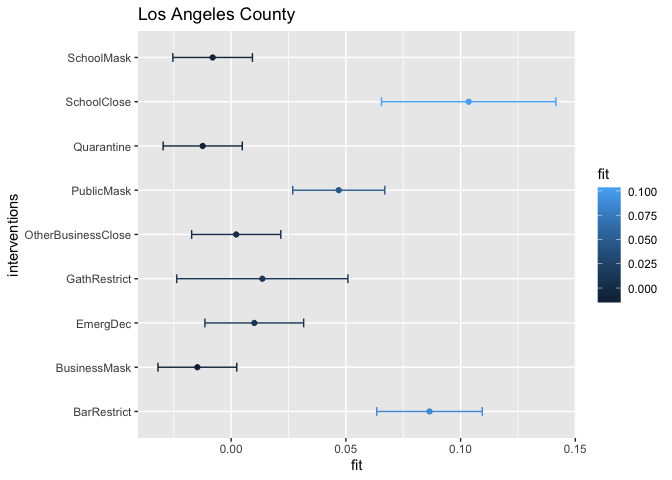 Los Angeles County
interventions
SchoolMask
SchoolClose
Quarantine
PublicMask
OtherBusinessClose
GathRestrict
EmergDec
BusinessMask
BarRestrict
0.00 0.05 0.10 0.15
fit
fit
0.100
0.075
0.050
0.025
0.000